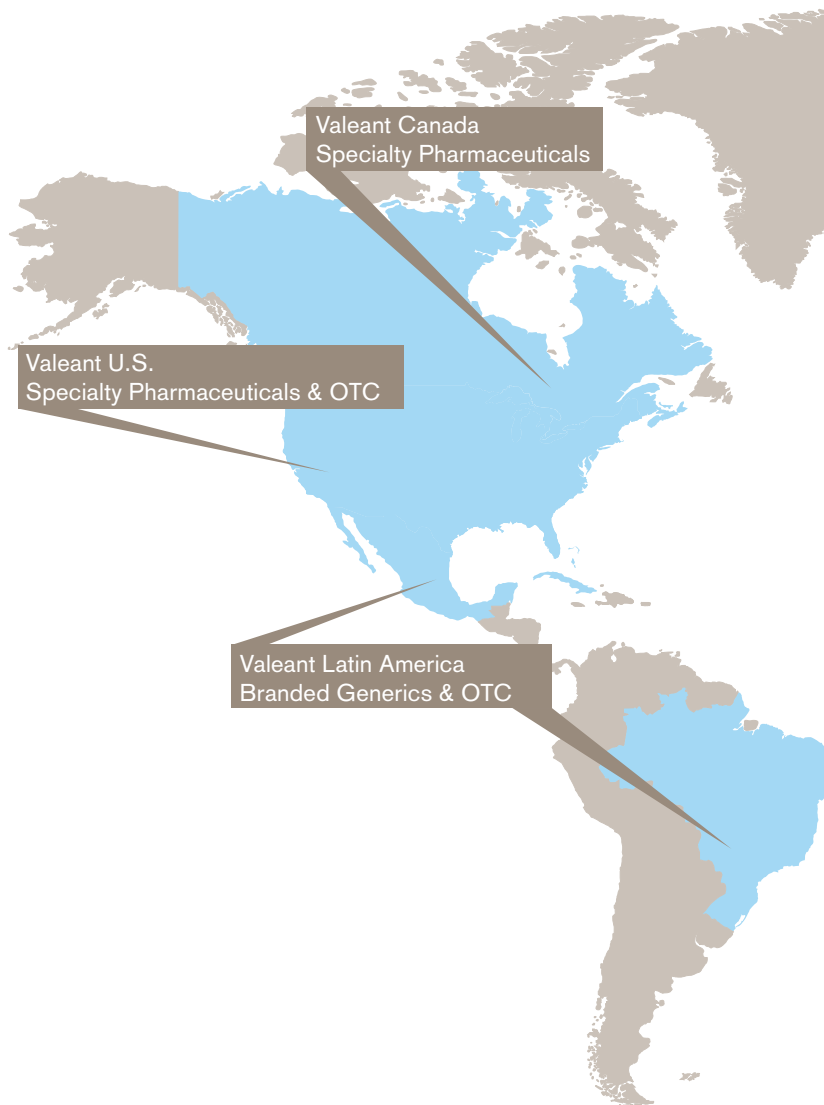 Valeant Canada
Specialty Pharmaceuticals
Valeant U.S.
Specialty Pharmaceuticals & OTC
Valeant Latin America
Branded Generics & OTC